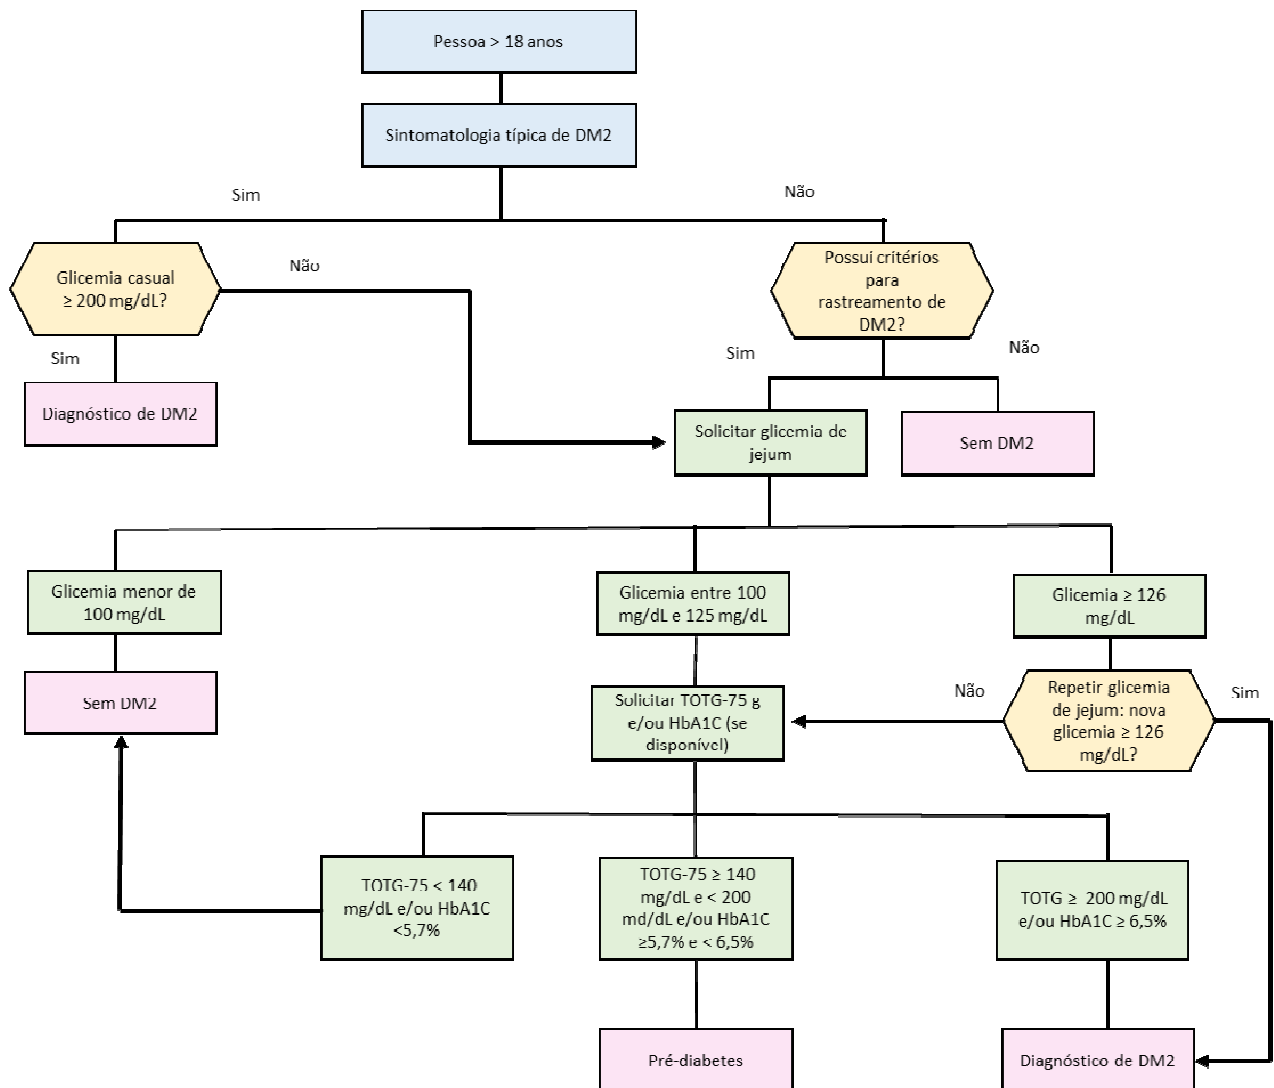 Pessoa > 18 anos
Sintomatologia típica de DM2
Sim
Não
Glicemia casual
≥ 200 mg/dL?
Não
Possui critérios
para
rastreamento de
DM2?
Sim
Sim
Não
Diagnóstico de DM2
Solicitar glicemia de
jejum
Sem DM2
Glicemia menor de
100 mg/dL
Glicemia entre 100
mg/dL e 125 mg/dL
Glicemia ≥ 126
mg/dL
Sem DM2
Solicitar TOTG-75 g
e/ou HbA1C (se
disponível)
Não
Repetir glicemia
de jejum: nova
glicemia ≥ 126
mg/dL?
Sim
TOTG-75 < 140
mg/dL e/ou HbA1C
<5,7%
TOTG-75 ≥ 140
mg/dL e < 200
md/dL e/ou HbA1C
≥5,7% e < 6,5%
TOTG ≥ 200 mg/dL
e/ou HbA1C ≥ 6,5%
Pré-diabetes
Diagnóstico de DM2